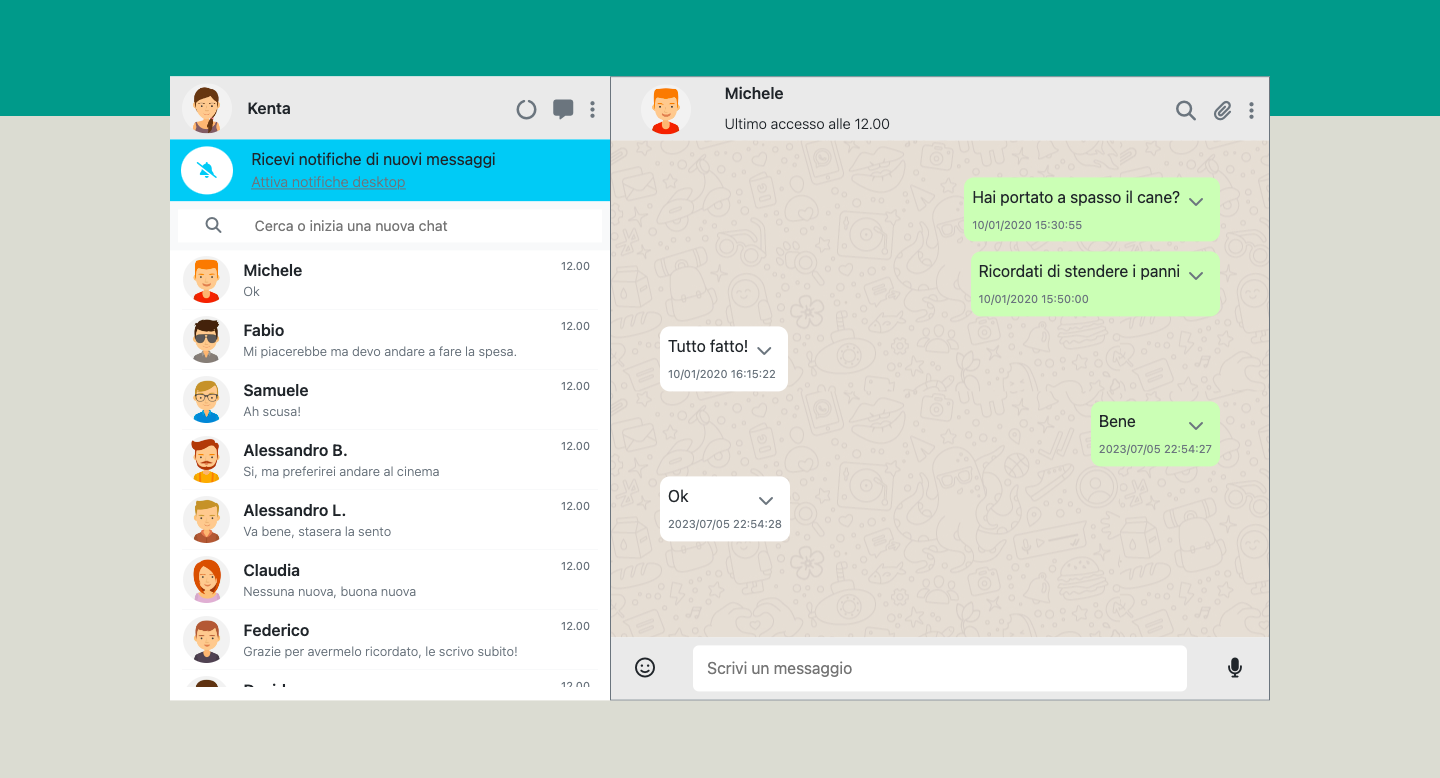 Kenta
Ricevi notifiche di nuovi messaggi
Attiva notifiche desktop
Cerca o inizia una nuova chat
Michele 12.00
Ok
Fabio 12.00
Mi piacerebbe ma devo andare a fare la spesa.
Samuele 12.00
Ah scusa!
Alessandro B. 12.00
Si, ma preferirei andare al cinema
Alessandro L. 12.00
Va bene, stasera la sento
Claudia 12.00
Nessuna nuova, buona nuova
Federico 12.00
Grazie per avermelo ricordato, le scrivo subito!
12.00
Michele
Ultimo accesso alle 12.00
Hai portato a spasso il cane?
10/01/2020 15:30:55
Ricordati di stendere i panni
10/01/2020 15:50:00
Tutto fatto!
10/01/2020 16:15:22
Bene
2023/07/05 22:54:27
Ok
2023/07/05 22:54:28
Scrivi un messaggio